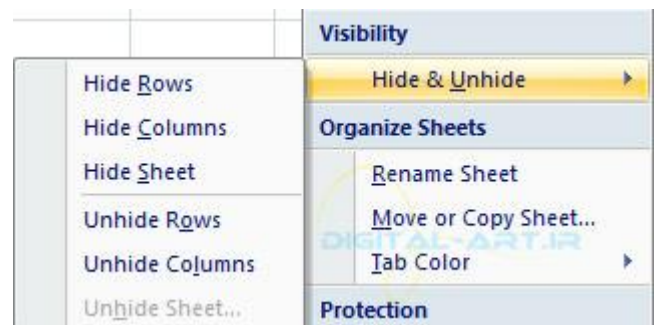 Visibility
Hide & Unhide
Hide Rows
Hide Columns
Hide Sheet
Unhide Rows
Unhide Columns
Unhide Sheet...
Organize Sheets
Rename Sheet
Move or Copy Sheet...
DIGITAL-ART.IR
Tab Color
Protection